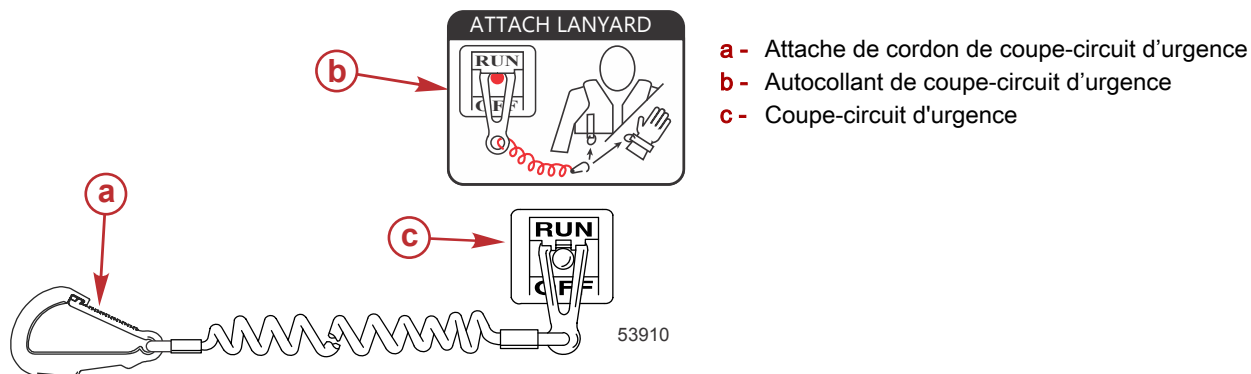 ATTACH LANYARD
RUN
OFF
b
a - Attache de cordon de coupe-circuit d’urgence
b - Autocollant de coupe-circuit d’urgence
c - Coupe-circuit d'urgence
a
c
RUN
OFF
53910